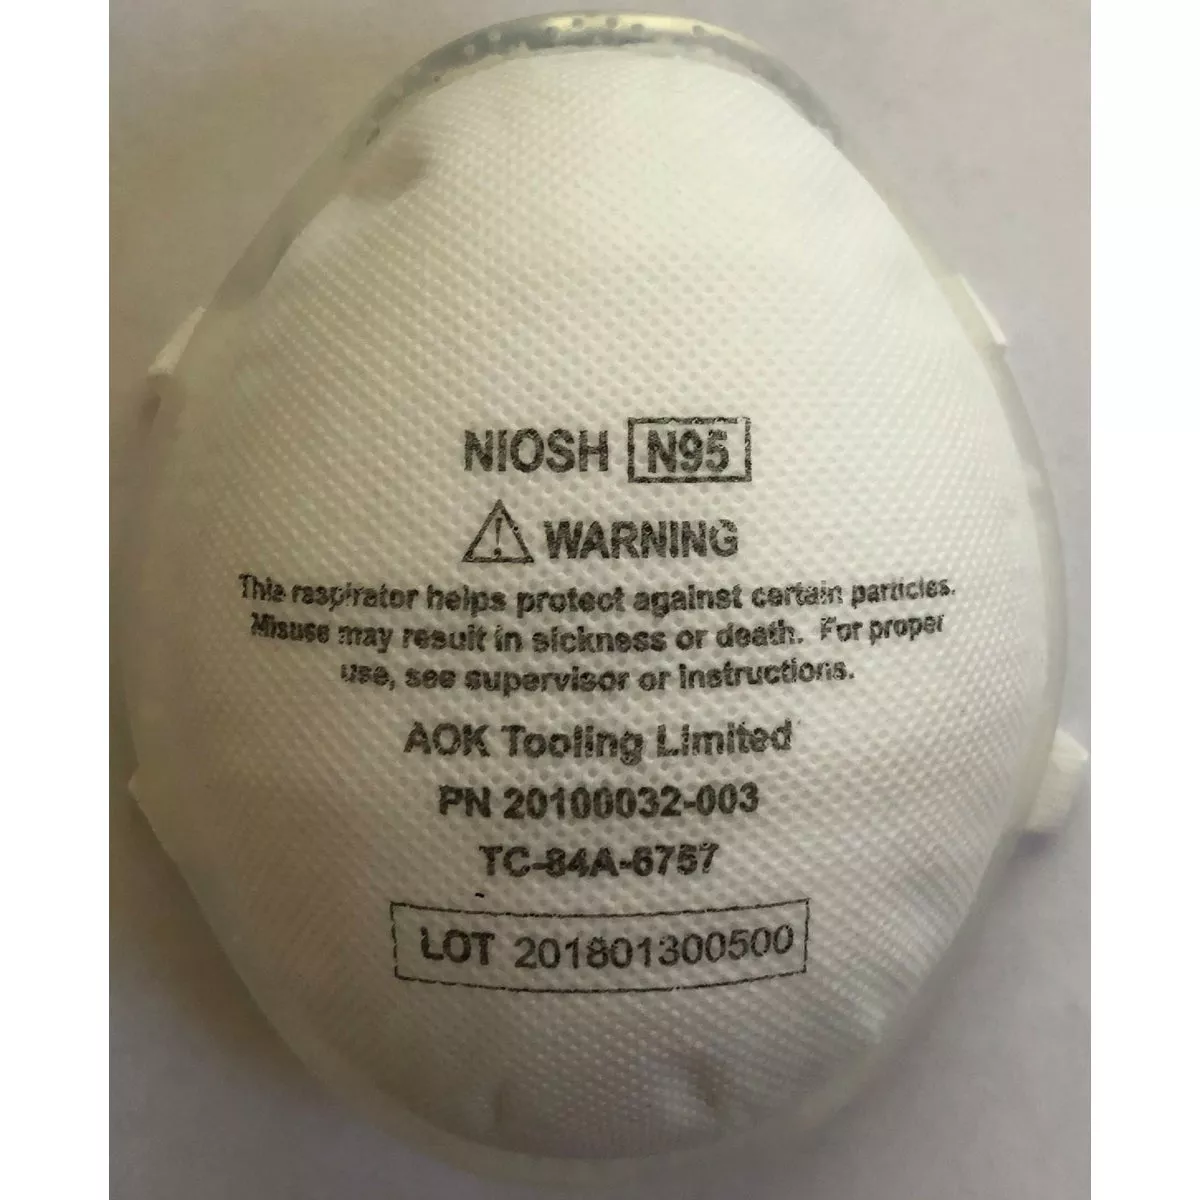 NIOSH N95
WARNING
This respirator helps protect against certain particles.
Misuse may result in sickness or death. For proper
use, see supervisor or instructions.
AOK Tooling Limited
PN 20100032-003
TC-84A-6757
LOT 201801300500